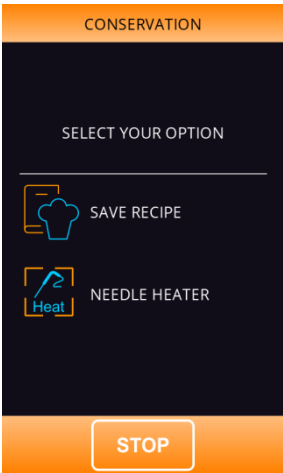 CONSERVATION
SELECT YOUR OPTION
SAVE RECIPE
Heat
NEEDLE HEATER
STOP